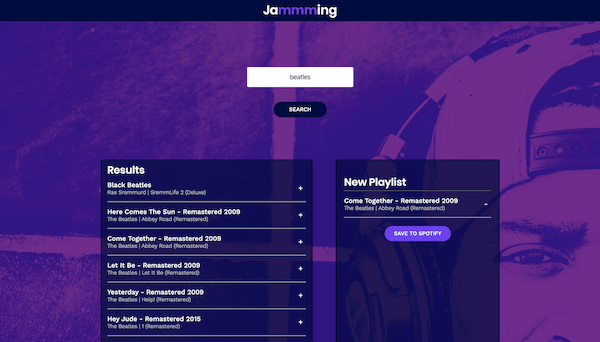 Jammming
beatles
SEARCH
Results
Black Beatles
Rae Sremmurd | SremmLife 2 (Deluxe)
+
Here Comes The Sun - Remastered 2009
The Beatles | Abbey Road (Remastered)
+
Come Together - Remastered 2009
The Beatles | Abbey Road (Remastered)
+
Let It Be - Remastered 2009
The Beatles | Let It Be (Remastered)
+
Yesterday - Remastered 2009
The Beatles | Help! (Remastered)
+
Hey Jude - Remastered 2015
The Beatles | 1 (Remastered)
+
New Playlist
Come Together - Remastered 2009
The Beatles | Abbey Road (Remastered)
-
SAVE TO SPOTIFY